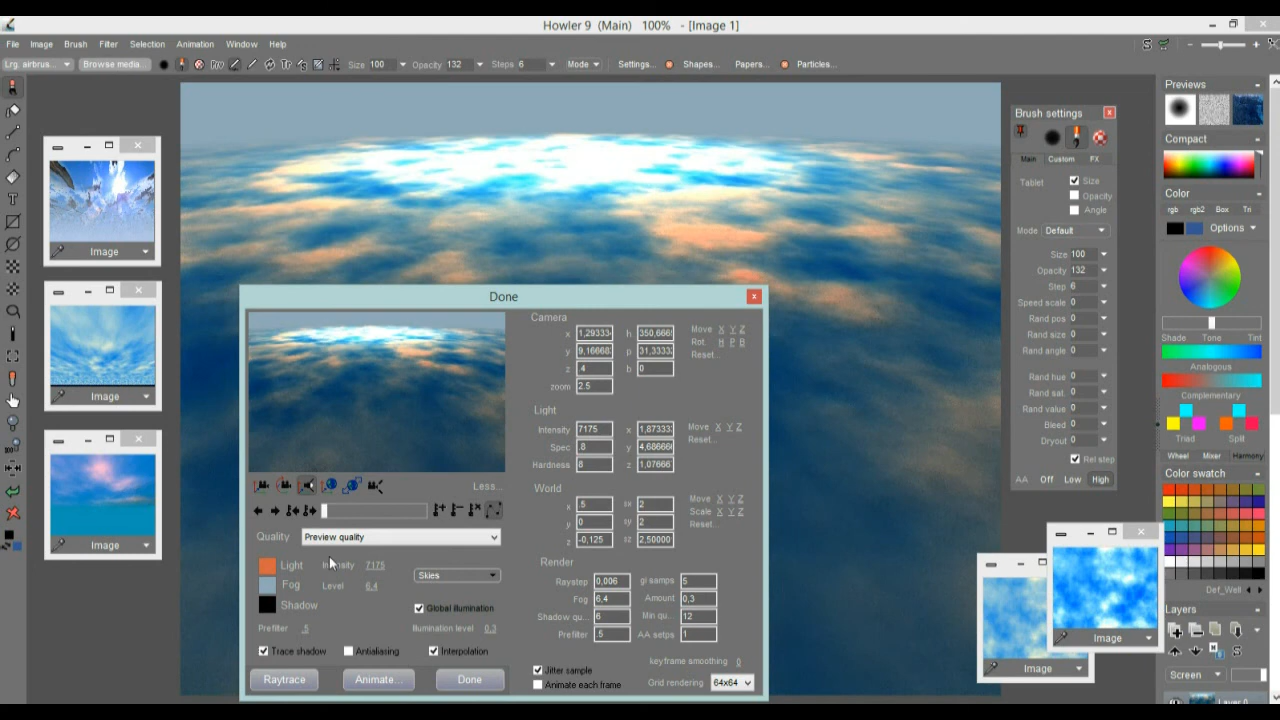 Howler 9 (Main) 100% - [Image 1]
File Image Brush Filter Selection Animation Window Help
Lrg. airbrus... Browse media... Prv Tr Size 100 Opacity 132 Steps 6 Mode Settings... Shapes... Papers... Particles...
Previews
Compact
Color
rgb rgb2 Box Tri
Options
Shade Tone Tint
Analogous
Complementary
Triad Split
Wheel Mixer Harmony
Color swatch
Def_Wall
Layers
Screen
Layer 0
Brush settings
Main Custom FX
Tablet Size
Opacity
Angle
Mode Default
Size 100
Opacity 132
Step 6
Speed scale 0
Rand pos 0
Rand size 0
Rand angle 0
Rand hue 0
Rand sat. 0
Rand value 0
Bleed 0
Dryout 0
Rel step
AA Off Low High
Image
Image
Image
Image
Image
Done
Camera
x 1,29333 h 350,666 Move X Y Z
y 9,16668 p 31,3333 Rot. H P B
z .4 b 0 Reset...
zoom 2.5
Light
Intensity 7175 x 1,87333 Move X Y Z
Spec .8 y 4,68666 Reset...
Hardness 8 z 1,07666
World
x .5 sx 2 Move X Y Z
y 0 sy 2 Scale X Y Z
z -0,125 sz 2,50000 Reset...
Render
Raystep 0,006 gi samps 5
Fog 6,4 Amount 0,3
Shadow qu... 6 Min qu.. 12
Prefilter .5 AA setps 1
keyframe smoothing 0
Jitter sample
Animate each frame
Grid rendering 64x64
Less...
Quality Preview quality
Light 7175
Fog Level 6,4
Skies
Shadow
Global illumination
Prefilter .5 Illumination level 0,3
Trace shadow Antialiasing Interpolation
Raytrace Animate... Done